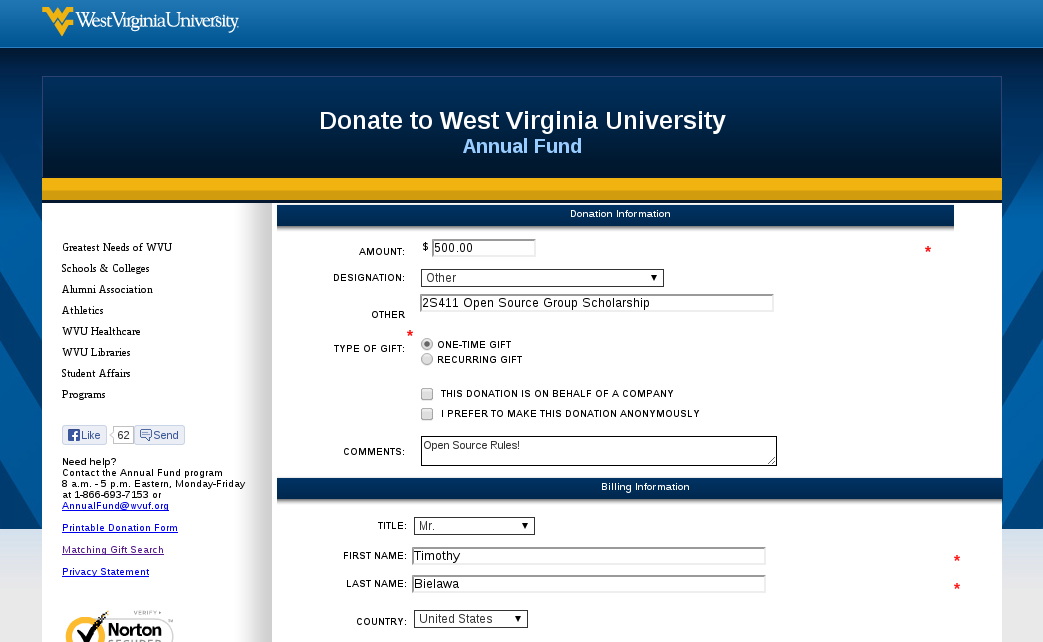 WestVirginiaUniversity
Donate to West Virginia University
Annual Fund
Greatest Needs of WVU
Schools & Colleges
Alumni Association
Athletics
WVU Healthcare
WVU Libraries
Student Affairs
Programs
Like 62 Send
Need help?
Contact the Annual Fund program
8 a.m. - 5 p.m. Eastern, Monday-Friday
at 1-866-693-7153 or
AnnualFund@wvuf.org
Printable Donation Form
Matching Gift Search
Privacy Statement
VERIFY
Norton
SECURED
Donation Information
AMOUNT: $ 500.00 *
DESIGNATION: Other
OTHER 2S411 Open Source Group Scholarship
*
TYPE OF GIFT: ONE-TIME GIFT
RECURRING GIFT
THIS DONATION IS ON BEHALF OF A COMPANY
I PREFER TO MAKE THIS DONATION ANONYMOUSLY
COMMENTS: Open Source Rules!
Billing Information
TITLE: Mr.
FIRST NAME: Timothy *
LAST NAME: Bielawa *
COUNTRY: United States